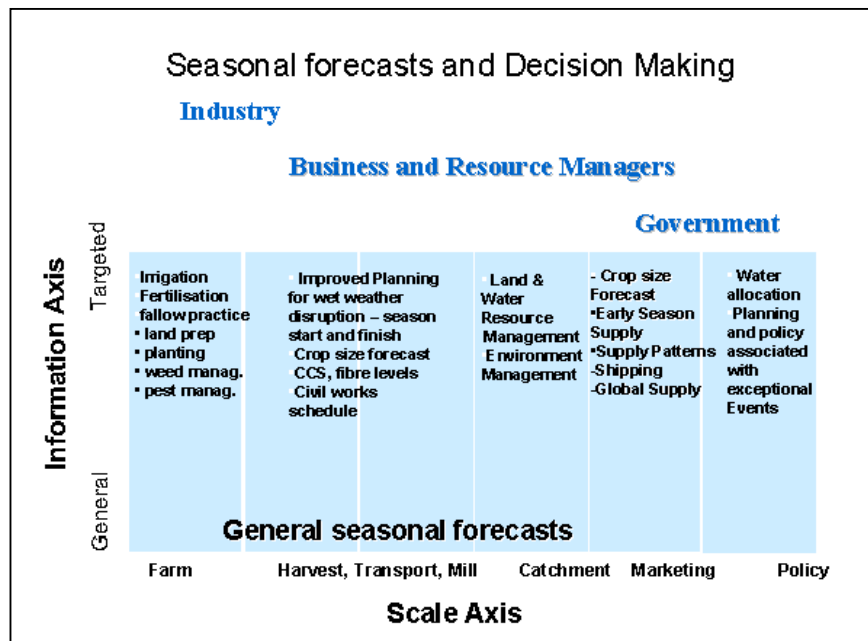 Seasonal forecasts and Decision Making
Industry
Business and Resource Managers
Government
Information Axis
Targeted
General
Irrigation
Fertilisation
fallow practice
▪ land prep
▪ planting
▪ weed manag.
▪ pest manag.
Improved Planning
for wet weather
disruption – season
start and finish
Crop size forecast
CCS, fibre levels
Civil works
schedule
Land &
Water
Resource
Management
Environment
Management
- Crop size
Forecast
▪Early Season
Supply
▪Supply Patterns
-Shipping
-Global Supply
Water
allocation
Planning
and policy
associated
with
exceptional
Events
General seasonal forecasts
Farm
Harvest, Transport, Mill
Catchment
Marketing
Policy
Scale Axis